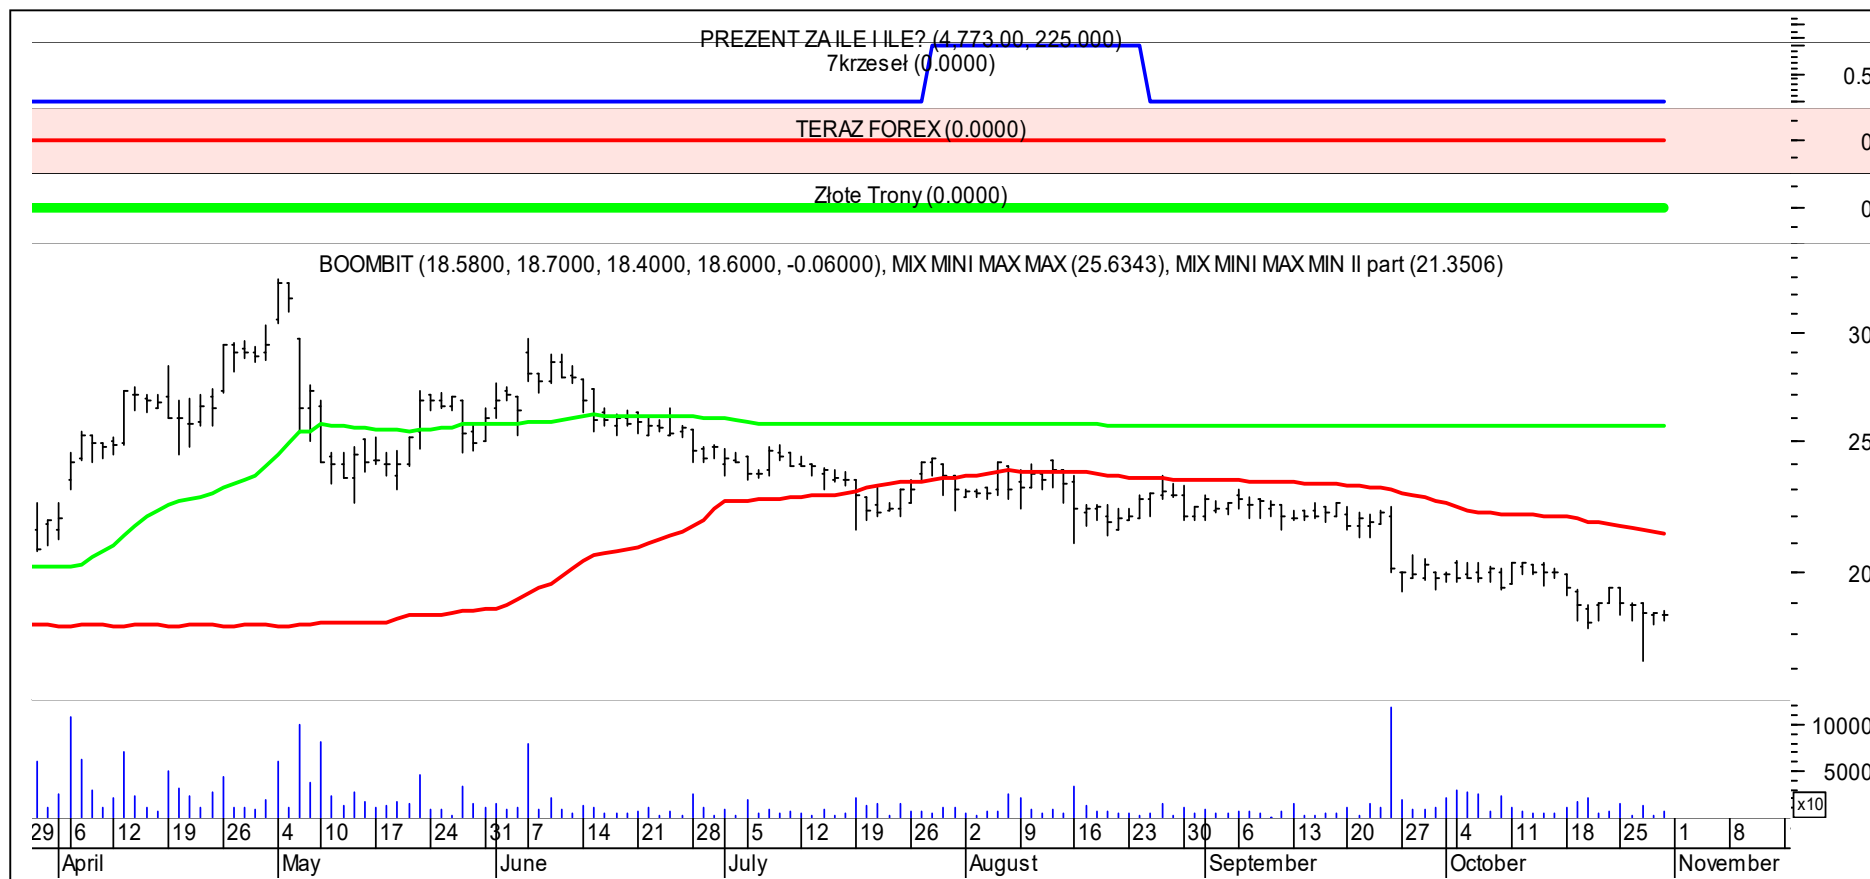 PREZENT ZA ILE I ILE? (4,773.00, 225.000)
7krzeseł (0.0000)
0.5
TERAZ FOREX (0.0000)
0
Złote Trony (0.0000)
0
BOOMBIT (18.5800, 18.7000, 18.4000, 18.6000, -0.06000), MIX MINI MAX MAX (25.6343), MIX MINI MAX MIN II part (21.3506)
30
25
20
10000
5000
x10
29 6 12 19 26 4 10 17 24 31 7 14 21 28 5 12 19 26 2 9 16 23 30 6 13 20 27 4 11 18 25 1 8
April May June July August September October November